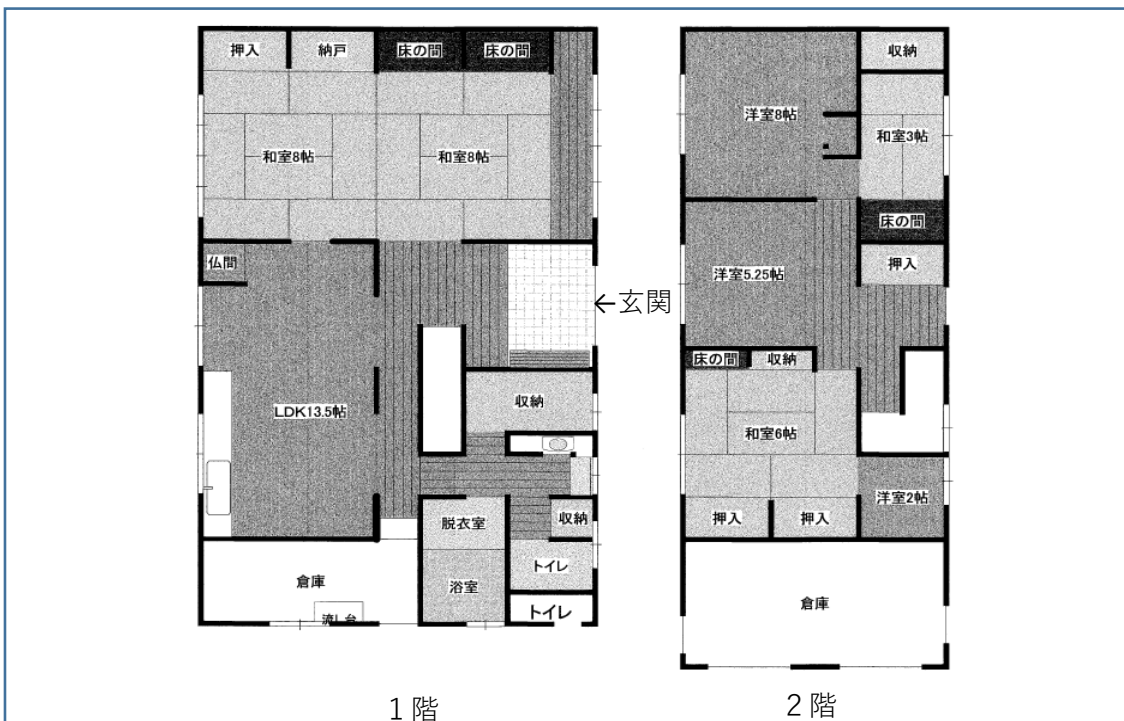 押入
納戸
床の間
床の間
和室8帖
和室8帖
仏間
←玄関
LDK13.5帖
収納
脱衣室
収納
浴室
トイレ
トイレ
倉庫
流し台
1階
収納
洋室8帖
和室3帖
床の間
洋室5.25帖
押入
床の間
収納
和室6帖
洋室2帖
押入
押入
倉庫
2階